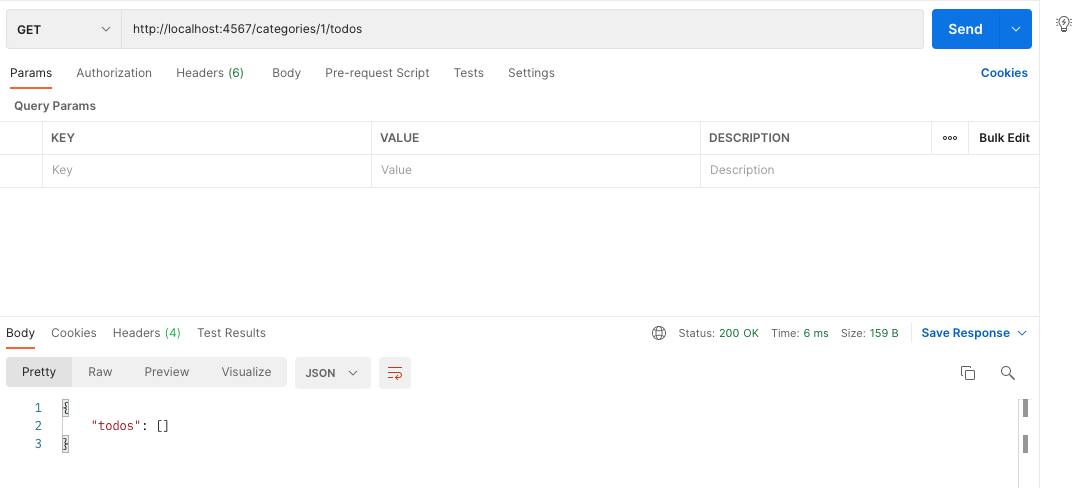 GET http://localhost:4567/categories/1/todos Send
Params Authorization Headers (6) Body Pre-request Script Tests Settings Cookies
Query Params
KEY VALUE DESCRIPTION ooo Bulk Edit
Key Value Description
Body Cookies Headers (4) Test Results Status: 200 OK Time: 6 ms Size: 159 B Save Response
Pretty Raw Preview Visualize JSON
1 {
2 "todos": []
3 }